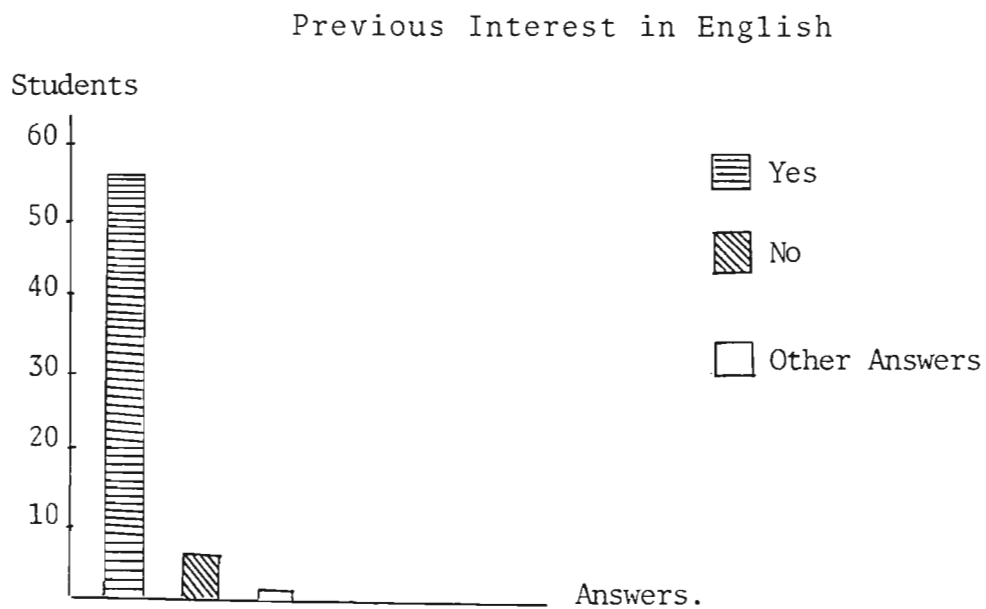 Previous Interest in English
Students
60
50
40
30
20
10
Yes
No
Other Answers
Answers.